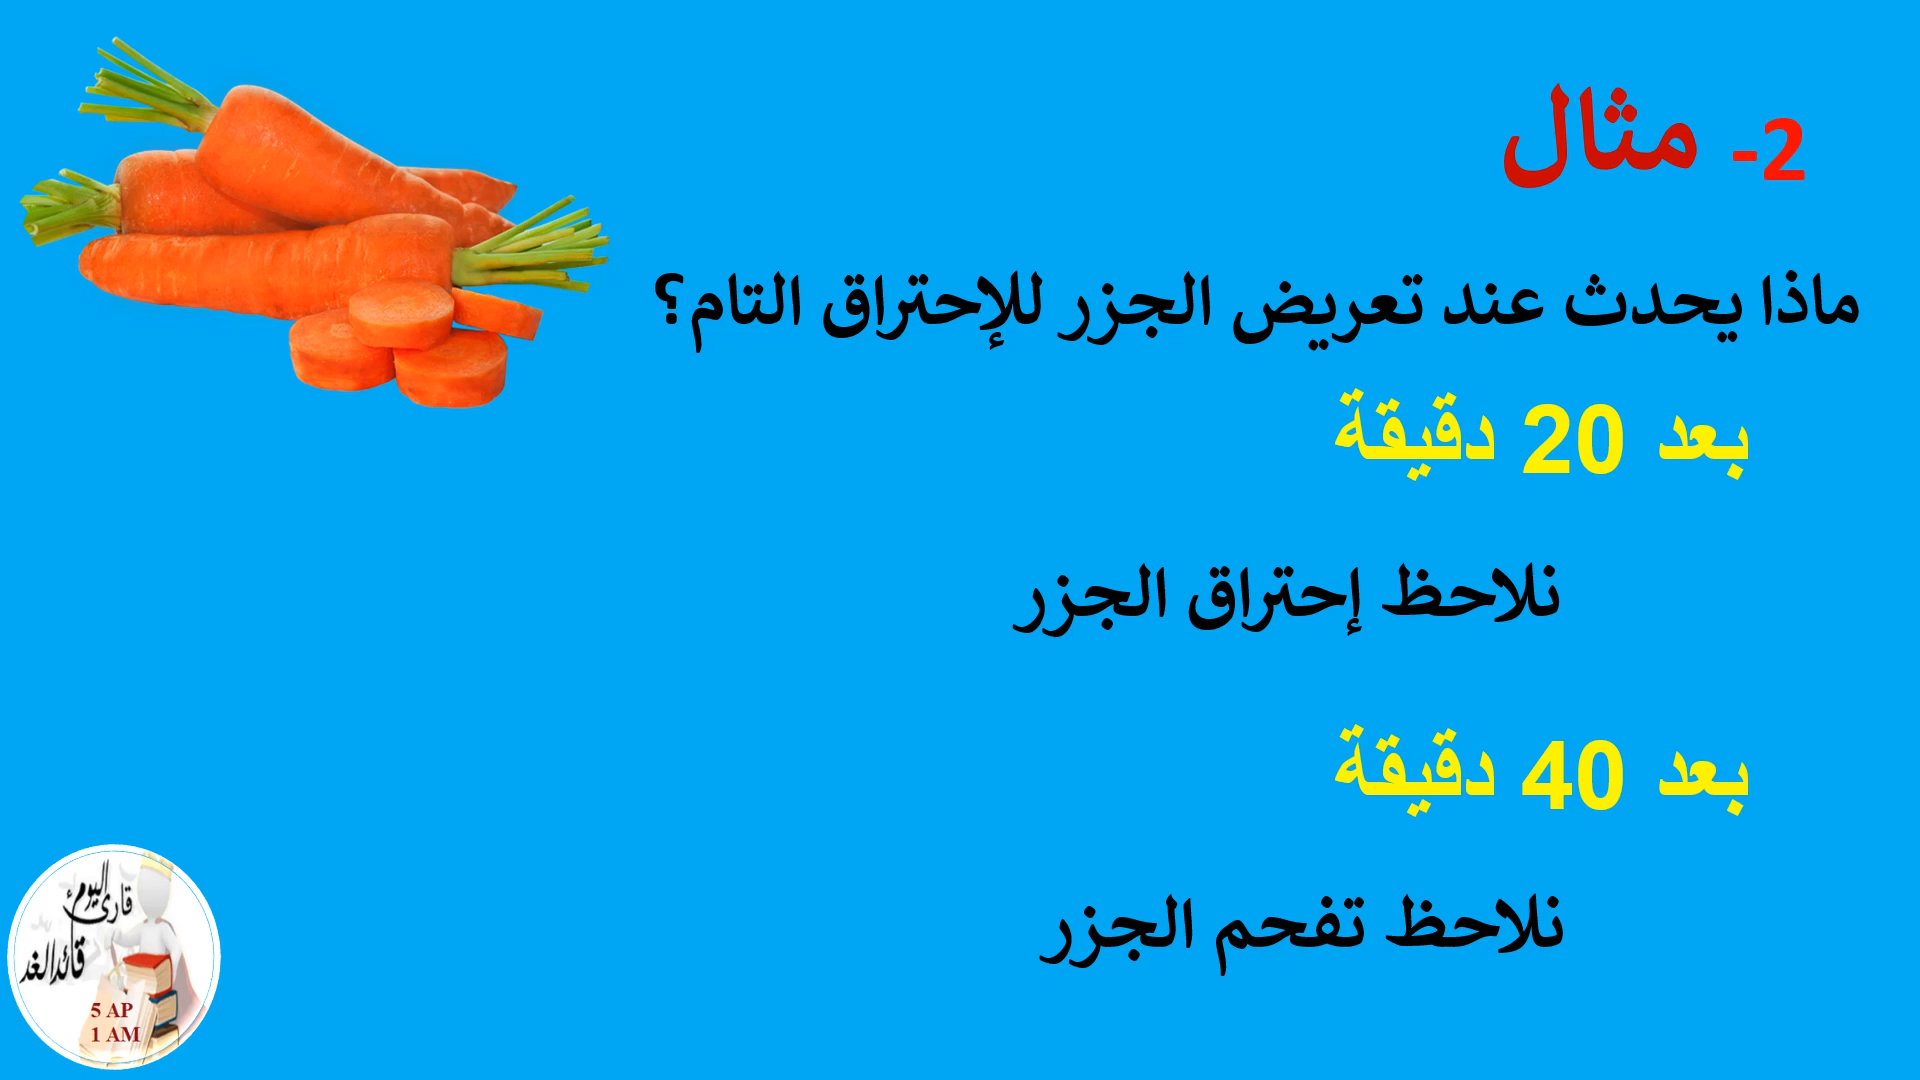 2- مثال
ماذا يحدث عند تعريض الجزر للإحتراق التام؟
بعد 20 دقيقة
نلاحظ إحتراق الجزر
بعد 40 دقيقة
نلاحظ تفحم الجزر
قارئ اليوم
قائد الغد
5 AP
1 AM